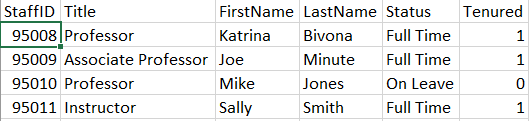 StaffID Title FirstName LastName Status Tenured
95008 Professor Katrina Bivona Full Time 1
95009 Associate Professor Joe Minute Full Time 1
95010 Professor Mike Jones On Leave 0
95011 Instructor Sally Smith Full Time 1